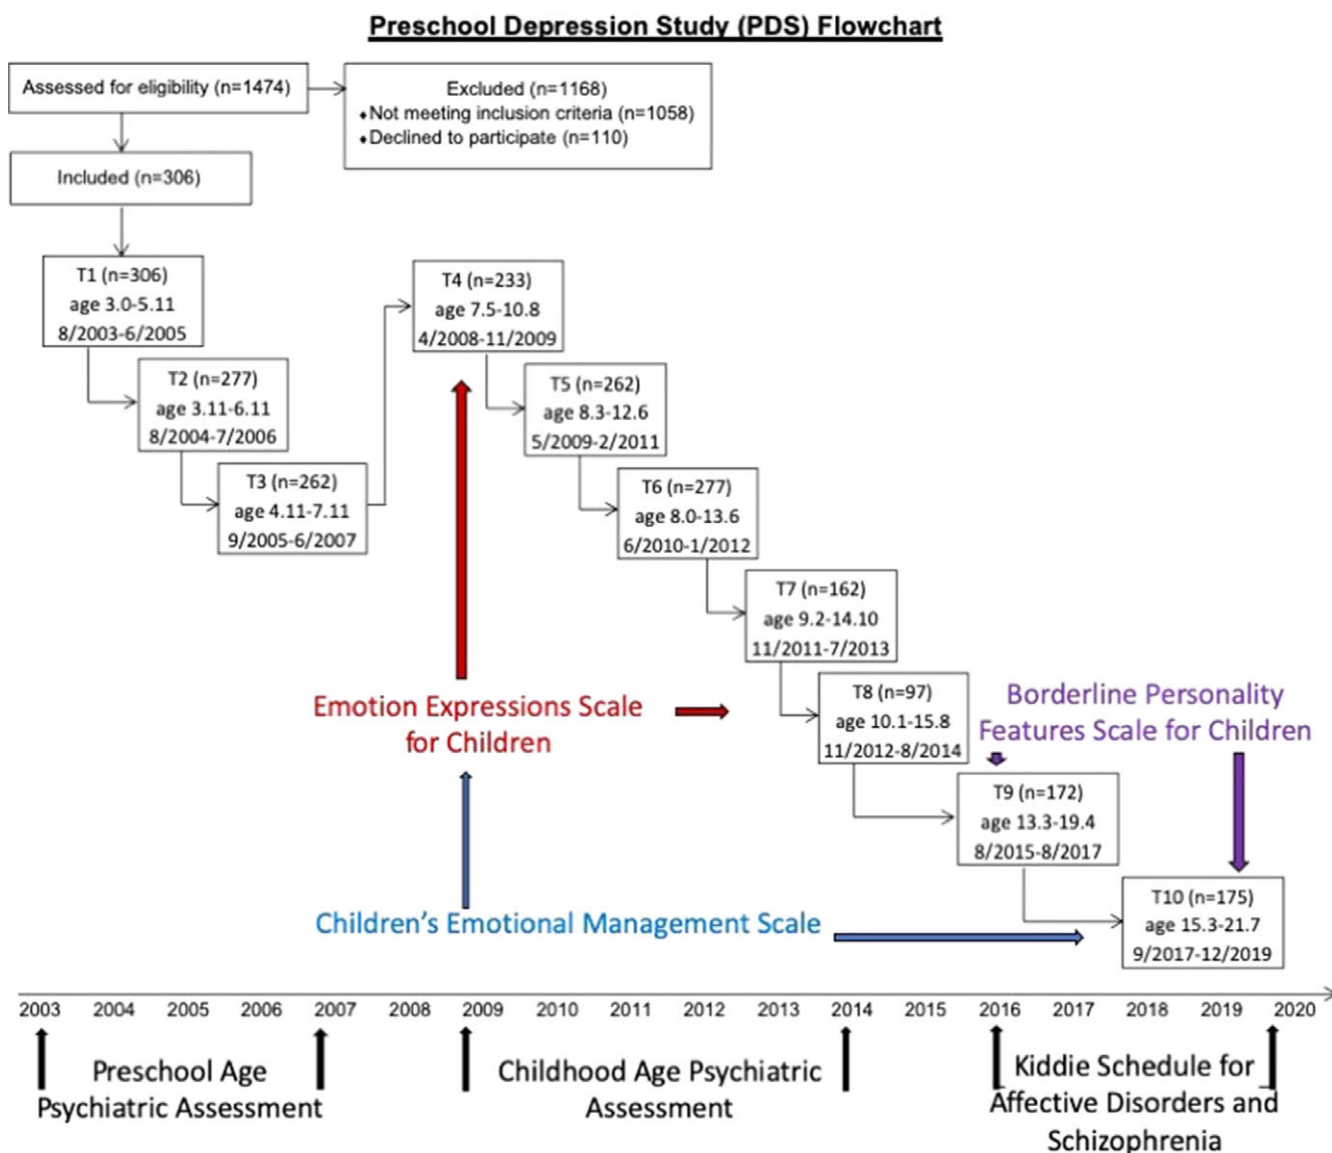 Preschool Depression Study (PDS) Flowchart
Assessed for eligibility (n=1474)
Excluded (n=1168)
♦Not meeting inclusion criteria (n=1058)
♦Declined to participate (n=110)
Included (n=306)
T1 (n=306)
age 3.0-5.11
8/2003-6/2005
T2 (n=277)
age 3.11-6.11
8/2004-7/2006
T3 (n=262)
age 4.11-7.11
9/2005-6/2007
T4 (n=233)
age 7.5-10.8
4/2008-11/2009
T5 (n=262)
age 8.3-12.6
5/2009-2/2011
T6 (n=277)
age 8.0-13.6
6/2010-1/2012
T7 (n=162)
age 9.2-14.10
11/2011-7/2013
T8 (n=97)
age 10.1-15.8
11/2012-8/2014
Emotion Expressions Scale
for Children
Borderline Personality
Features Scale for Children
T9 (n=172)
age 13.3-19.4
8/2015-8/2017
T10 (n=175)
age 15.3-21.7
9/2017-12/2019
Children's Emotional Management Scale
2003 2004 2005 2006 2007 2008 2009 2010 2011 2012 2013 2014 2015 2016 2017 2018 2019 2020
Preschool Age
Psychiatric Assessment
Childhood Age Psychiatric
Assessment
Kiddie Schedule for
Affective Disorders and
Schizophrenia